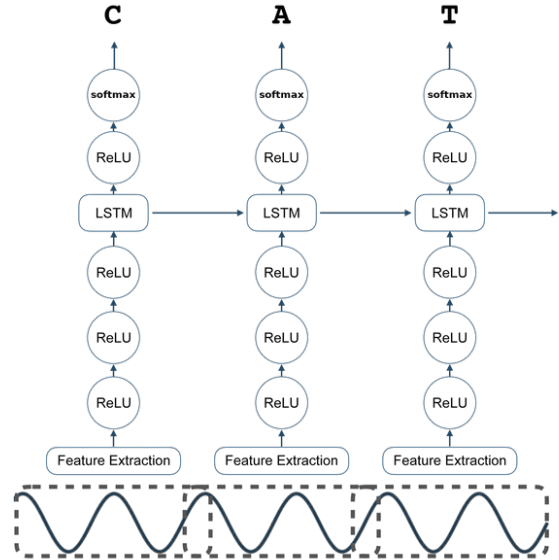 C A T
softmax softmax softmax
ReLU ReLU ReLU
LSTM LSTM LSTM
ReLU ReLU ReLU
ReLU ReLU ReLU
ReLU ReLU ReLU
Feature Extraction Feature Extraction Feature Extraction